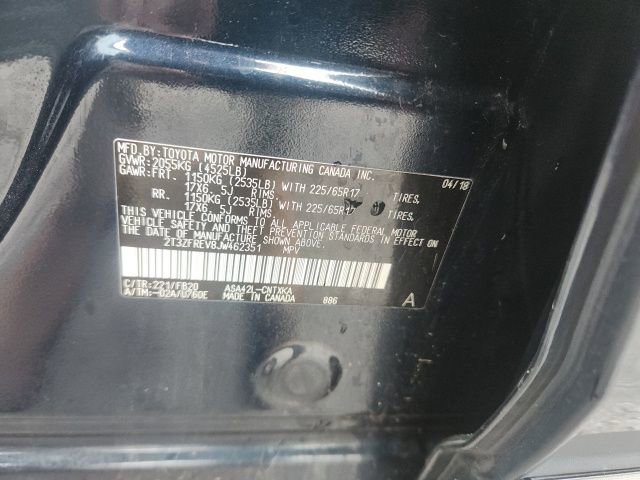 MFD.BY:TOYOTA MOTOR MANUFACTURING CANADA INC. 04/18
GVWR:2055KG (4525LB)
GAWR:FRT. 1150KG (2535LB) WITH 225/65R17 TIRES,
17X6. 5J RIMS
RR. 1150KG (2535LB) WITH 225/65R17 TIRES,
17X6. 5J RIMS.
THIS VEHICLE CONFORMS TO ALL APPLICABLE FEDERAL MOTOR
VEHICLE SAFETY AND THEFT PREVENTION STANDARDS IN EFFECT ON
THE DATE OF MANUFACTURE SHOWN ABOVE.
2T3ZFREV8JW462351 MPV
C/TR:221/FB20 ASA42L-CNTXKA
A/TM:-02A/U760E MADE IN CANADA 886 A